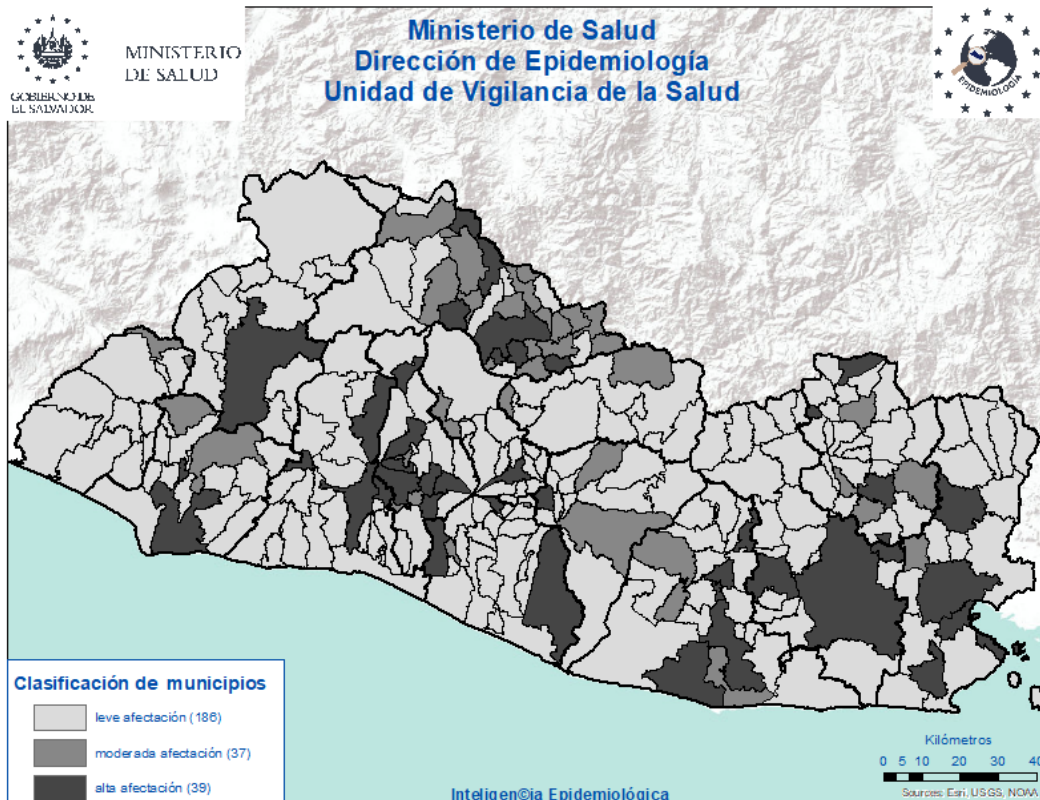 GOBIERNO DE
EL SALVADOR
MINISTERIO
DE SALUD
Ministerio de Salud
Dirección de Epidemiología
Unidad de Vigilancia de la Salud
EPIDEMIOLOGÍA
Clasificación de municipios
leve afectación (186)
moderada afectación (37)
alta afectación (39)
Inteligen©ia Epidemiológica
Kilómetros
0 5 10 20 30 40
Sources: Esri, USGS, NOAA